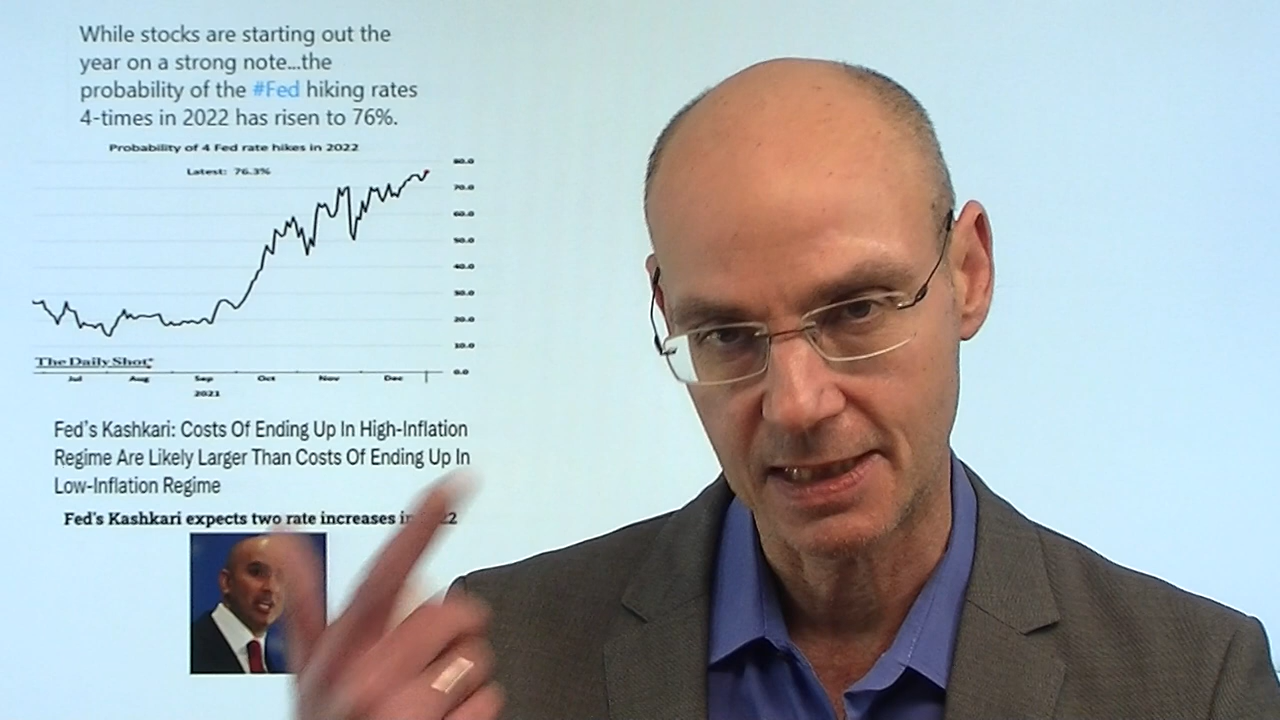 While stocks are starting out the
year on a strong note...the
probability of the #Fed hiking rates
4-times in 2022 has risen to 76%.
Probability of 4 Fed rate hikes in 2022
Latest: 76.3%
80.0
70.0
60.0
50.0
40.0
30.0
20.0
10.0
0.0
The Daily Shot
Jul Aug Sep Oct Nov Dec
2021
Fed's Kashkari: Costs Of Ending Up In High-Inflation
Regime Are Likely Larger Than Costs Of Ending Up In
Low-Inflation Regime
Fed's Kashkari expects two rate increases in 22